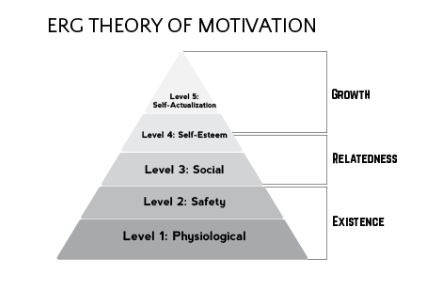 ERG THEORY OF MOTIVATION
Level 5:
Self-Actualization
GROWTH
Level 4: Self-Esteem
RELATEDNESS
Level 3: Social
Level 2: Safety
EXISTENCE
Level 1: Physiological